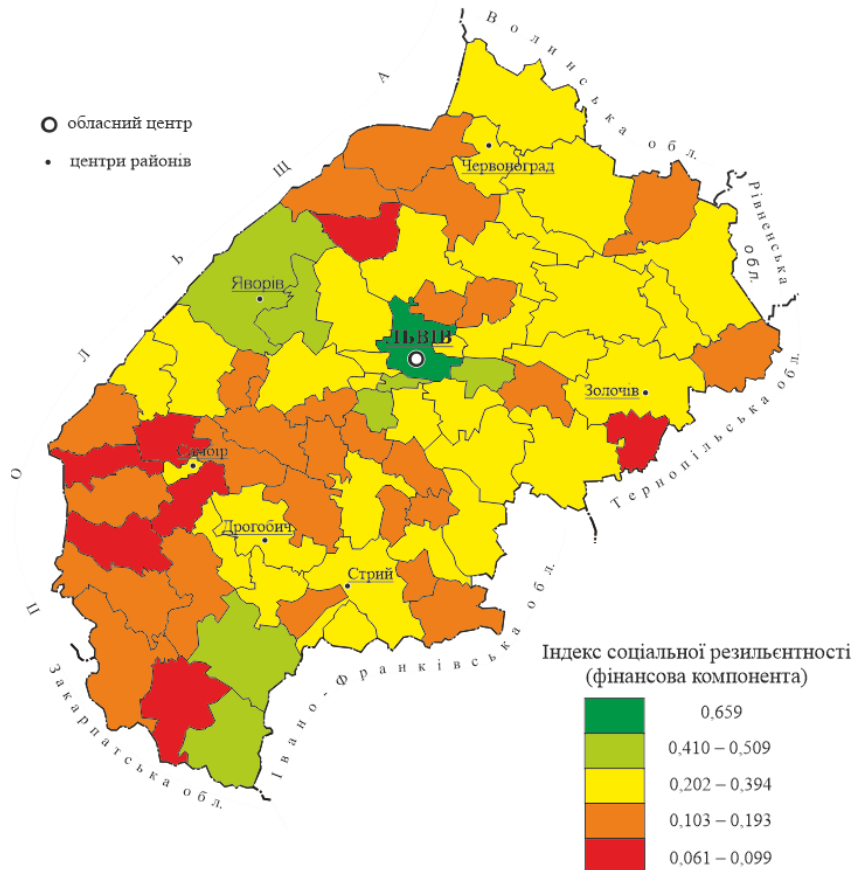 Волинська обл.
Рівненська
обл.
Тернопільська обл.
Івано-Франківська обл.
Закарпатська обл.
ПОЛЬЩА
обласний центр
центри районів
Червоноград
Яворів
ЛЬВІВ
Золочів
Самбір
Дрогобич
Стрий
Індекс соціальної резильєнтності
(фінансова компонента)
0,659
0,410 – 0,509
0,202 – 0,394
0,103 – 0,193
0,061 – 0,099